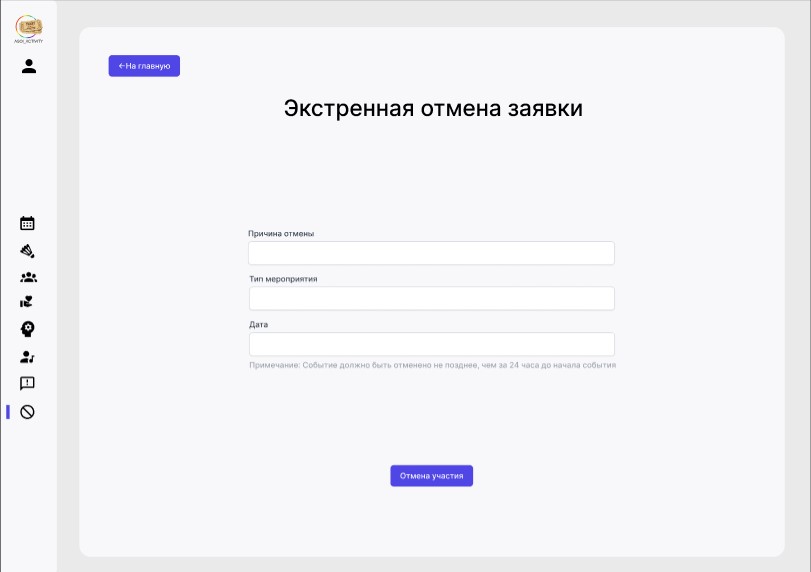 ←На главную
Экстренная отмена заявки
Причина отмены
Тип мероприятия
Дата
Примечание: Событие должно быть отменено не позднее, чем за 24 часа до начала события
Отмена участия